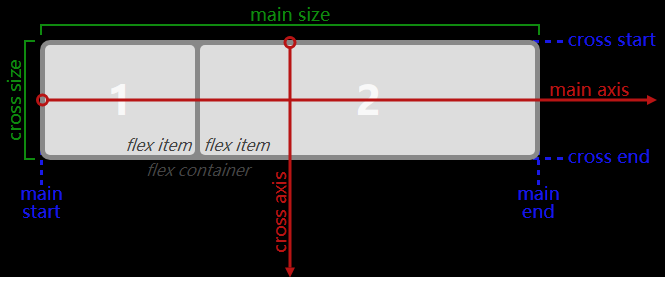 main size
cross start
cross size
1
2
main axis
flex item
flex item
cross end
flex container
cross axis
main
start
main
end